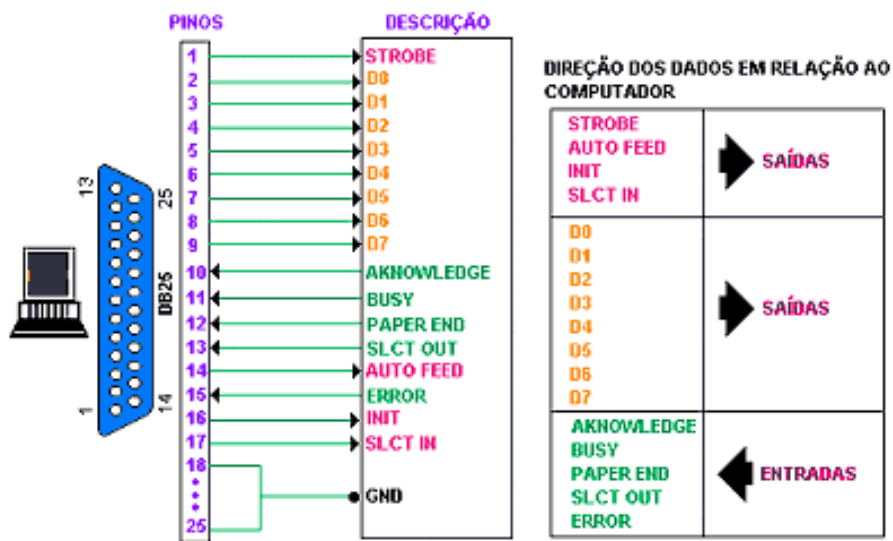 PINOS DESCRIÇÃO
1 STROBE
2 D0
3 D1
4 D2
5 D3
6 D4
7 D5
8 D6
9 D7
10 AKNOWLEDGE
11 BUSY
12 PAPER END
13 SLCT OUT
14 AUTO FEED
15 ERROR
16 INIT
17 SLCT IN
18
GND
25
13
25
DB25
1
14
DIREÇÃO DOS DADOS EM RELAÇÃO AO
COMPUTADOR
STROBE
AUTO FEED
INIT
SLCT IN
SAÍDAS
D0
D1
D2
D3
D4
D5
D6
D7
SAÍDAS
AKNOWLEDGE
BUSY
PAPER END
SLCT OUT
ERROR
ENTRADAS